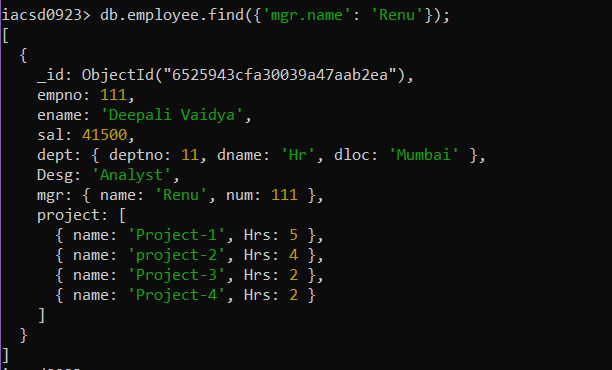 iacsd0923> db.employee.find({'mgr.name': 'Renu'});
[
  {
    _id: ObjectId("6525943cfa30039a47aab2ea"),
    empno: 111,
    ename: 'Deepali Vaidya',
    sal: 41500,
    dept: { deptno: 11, dname: 'Hr', dloc: 'Mumbai' },
    Desg: 'Analyst',
    mgr: { name: 'Renu', num: 111 },
    project: [
      { name: 'Project-1', Hrs: 5 },
      { name: 'project-2', Hrs: 4 },
      { name: 'Project-3', Hrs: 2 },
      { name: 'Project-4', Hrs: 2 }
    ]
  }
]